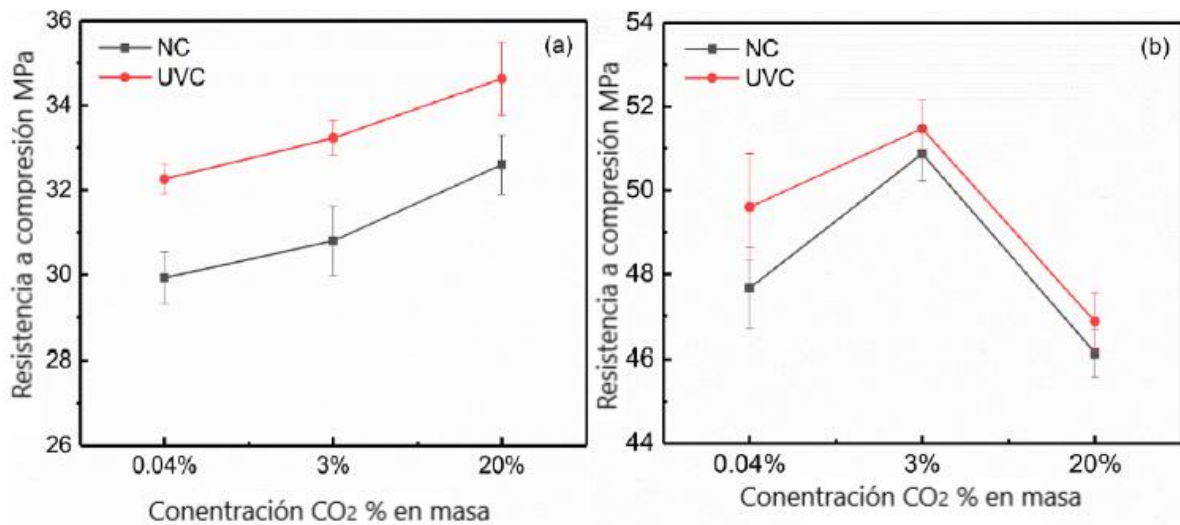 36
34
32
30
28
26
Resistencia a compresión MPa
NC
UVC
(a)
0.04%
3%
20%
Conentración CO2 % en masa
54
52
50
48
46
44
Resistencia a compresión MPa
NC
UVC
(b)
0.04%
3%
20%
Conentración CO2 % en masa